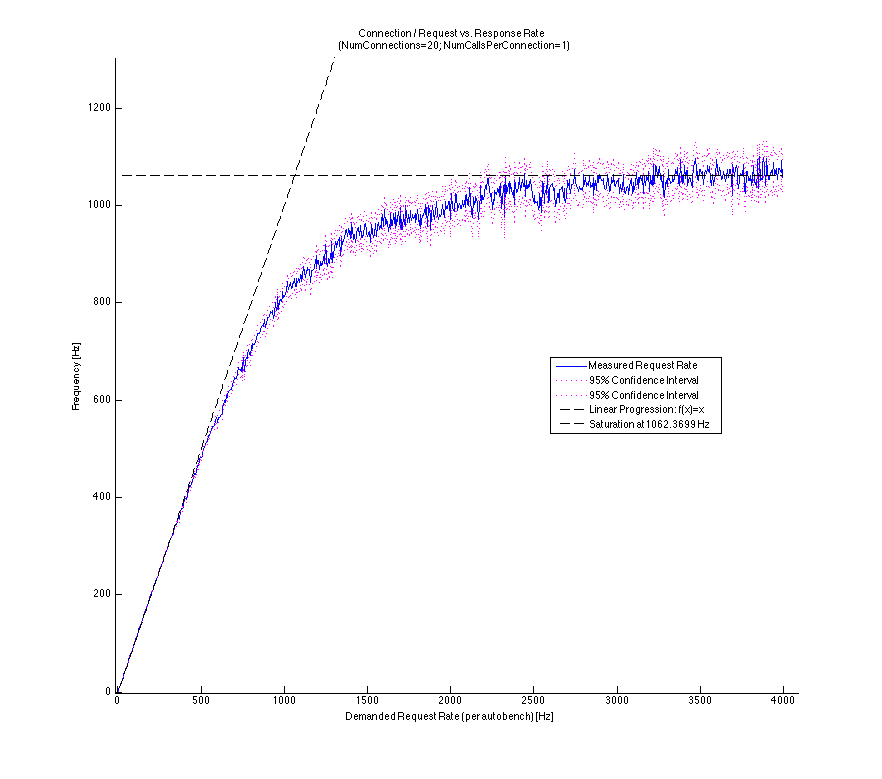 Connection / Request vs. Response Rate
(NumConnections=20; NumCallsPerConnection=1)
1200
1000
800
600
400
200
0
Frequency [Hz]
Measured Request Rate
95% Confidence Interval
95% Confidence Interval
Linear Progression: f(x)=x
Saturation at 1062.3699 Hz
0 500 1000 1500 2000 2500 3000 3500 4000
Demanded Request Rate (per autobench) [Hz]